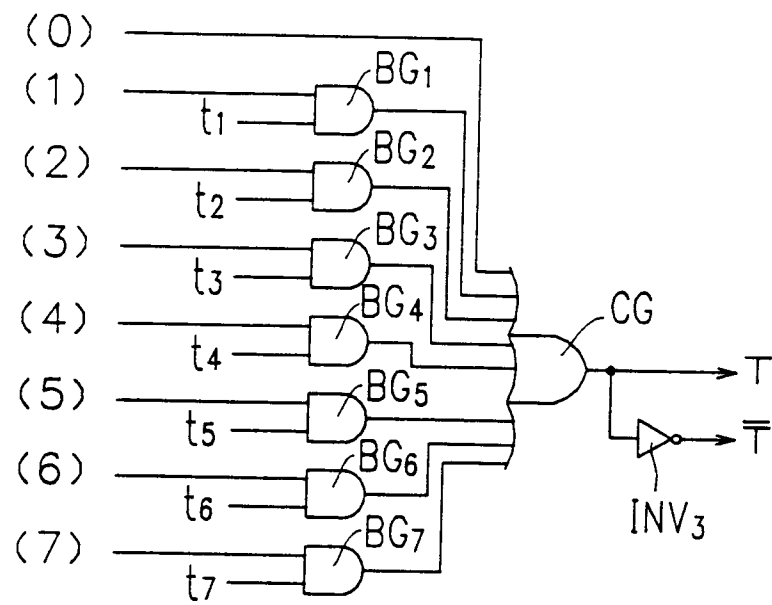 (0)
(1)
t1
BG1
(2)
t2
BG2
(3)
t3
BG3
(4)
t4
BG4
CG
T
(5)
t5
BG5
T̅
(6)
t6
BG6
INV3
(7)
t7
BG7